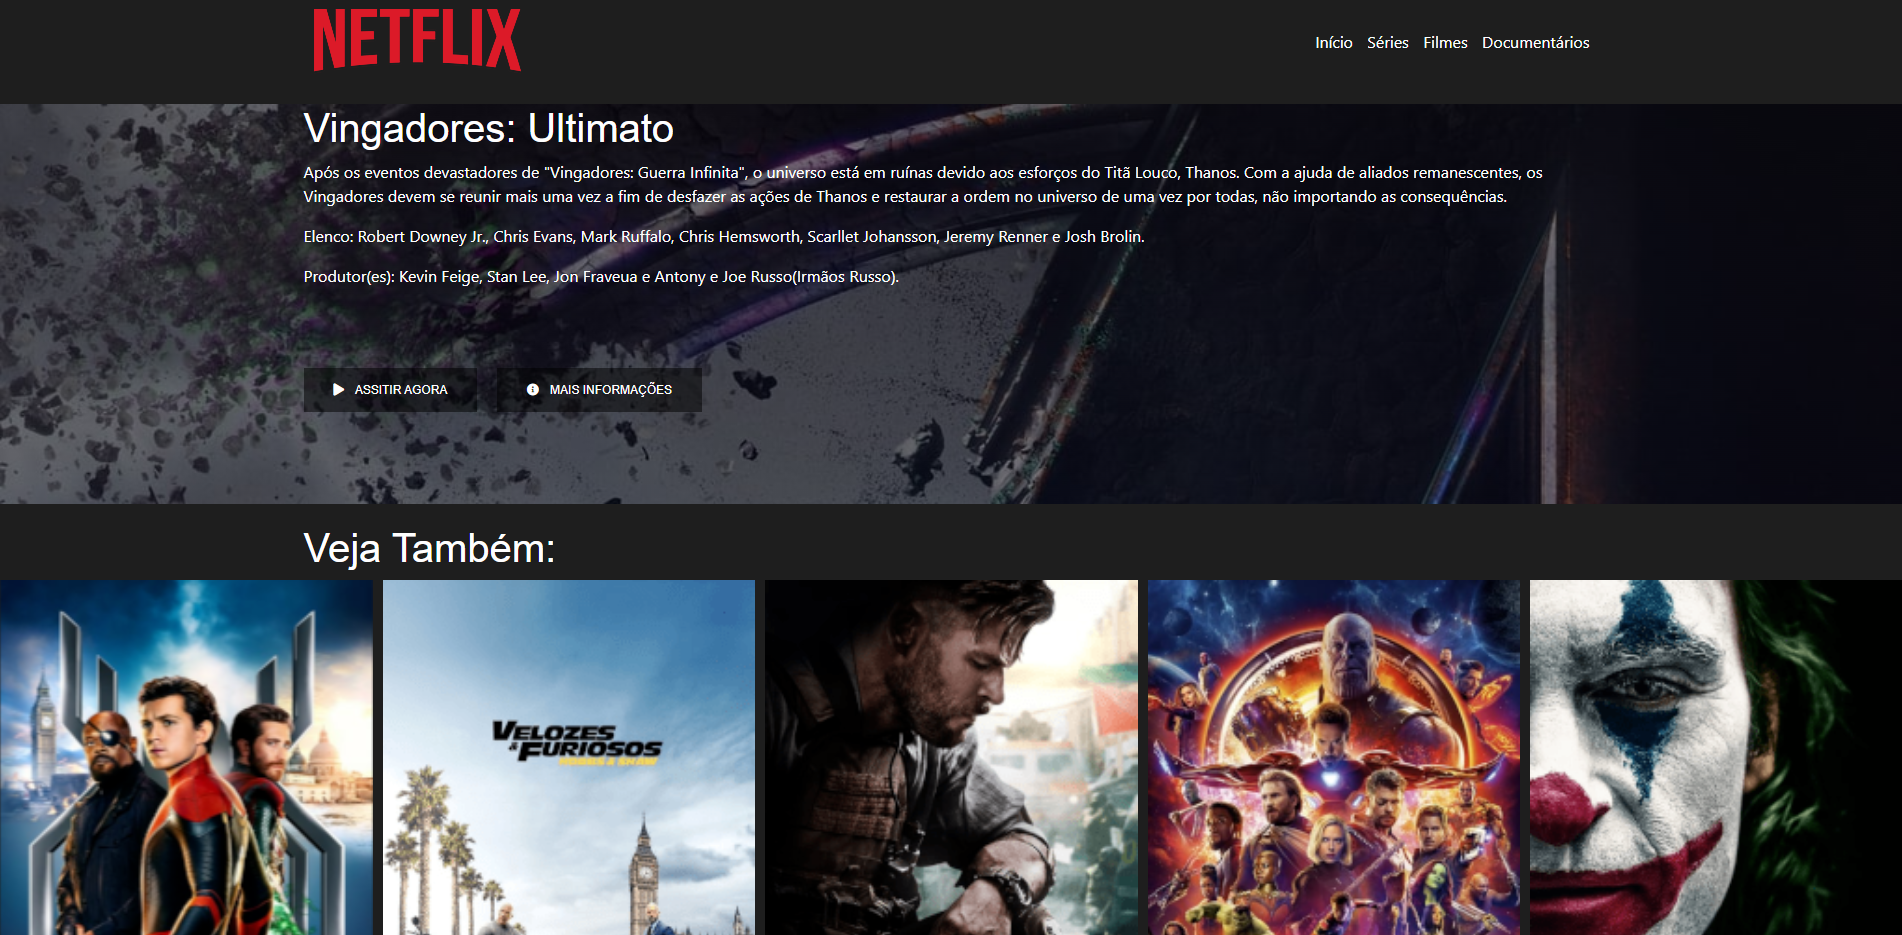 NETFLIX
Início Séries Filmes Documentários
Vingadores: Ultimato
Após os eventos devastadores de "Vingadores: Guerra Infinita", o universo está em ruínas devido aos esforços do Titã Louco, Thanos. Com a ajuda de aliados remanescentes, os
Vingadores devem se reunir mais uma vez a fim de desfazer as ações de Thanos e restaurar a ordem no universo de uma vez por todas, não importando as consequências.
Elenco: Robert Downey Jr., Chris Evans, Mark Ruffalo, Chris Hemsworth, Scarllet Johansson, Jeremy Renner e Josh Brolin.
Produtor(es): Kevin Feige, Stan Lee, Jon Fraveua e Antony e Joe Russo(Irmãos Russo).
ASSITIR AGORA MAIS INFORMAÇÕES
Veja Também:
VELOZES
& FURIOSOS
HOBBS & SHAW